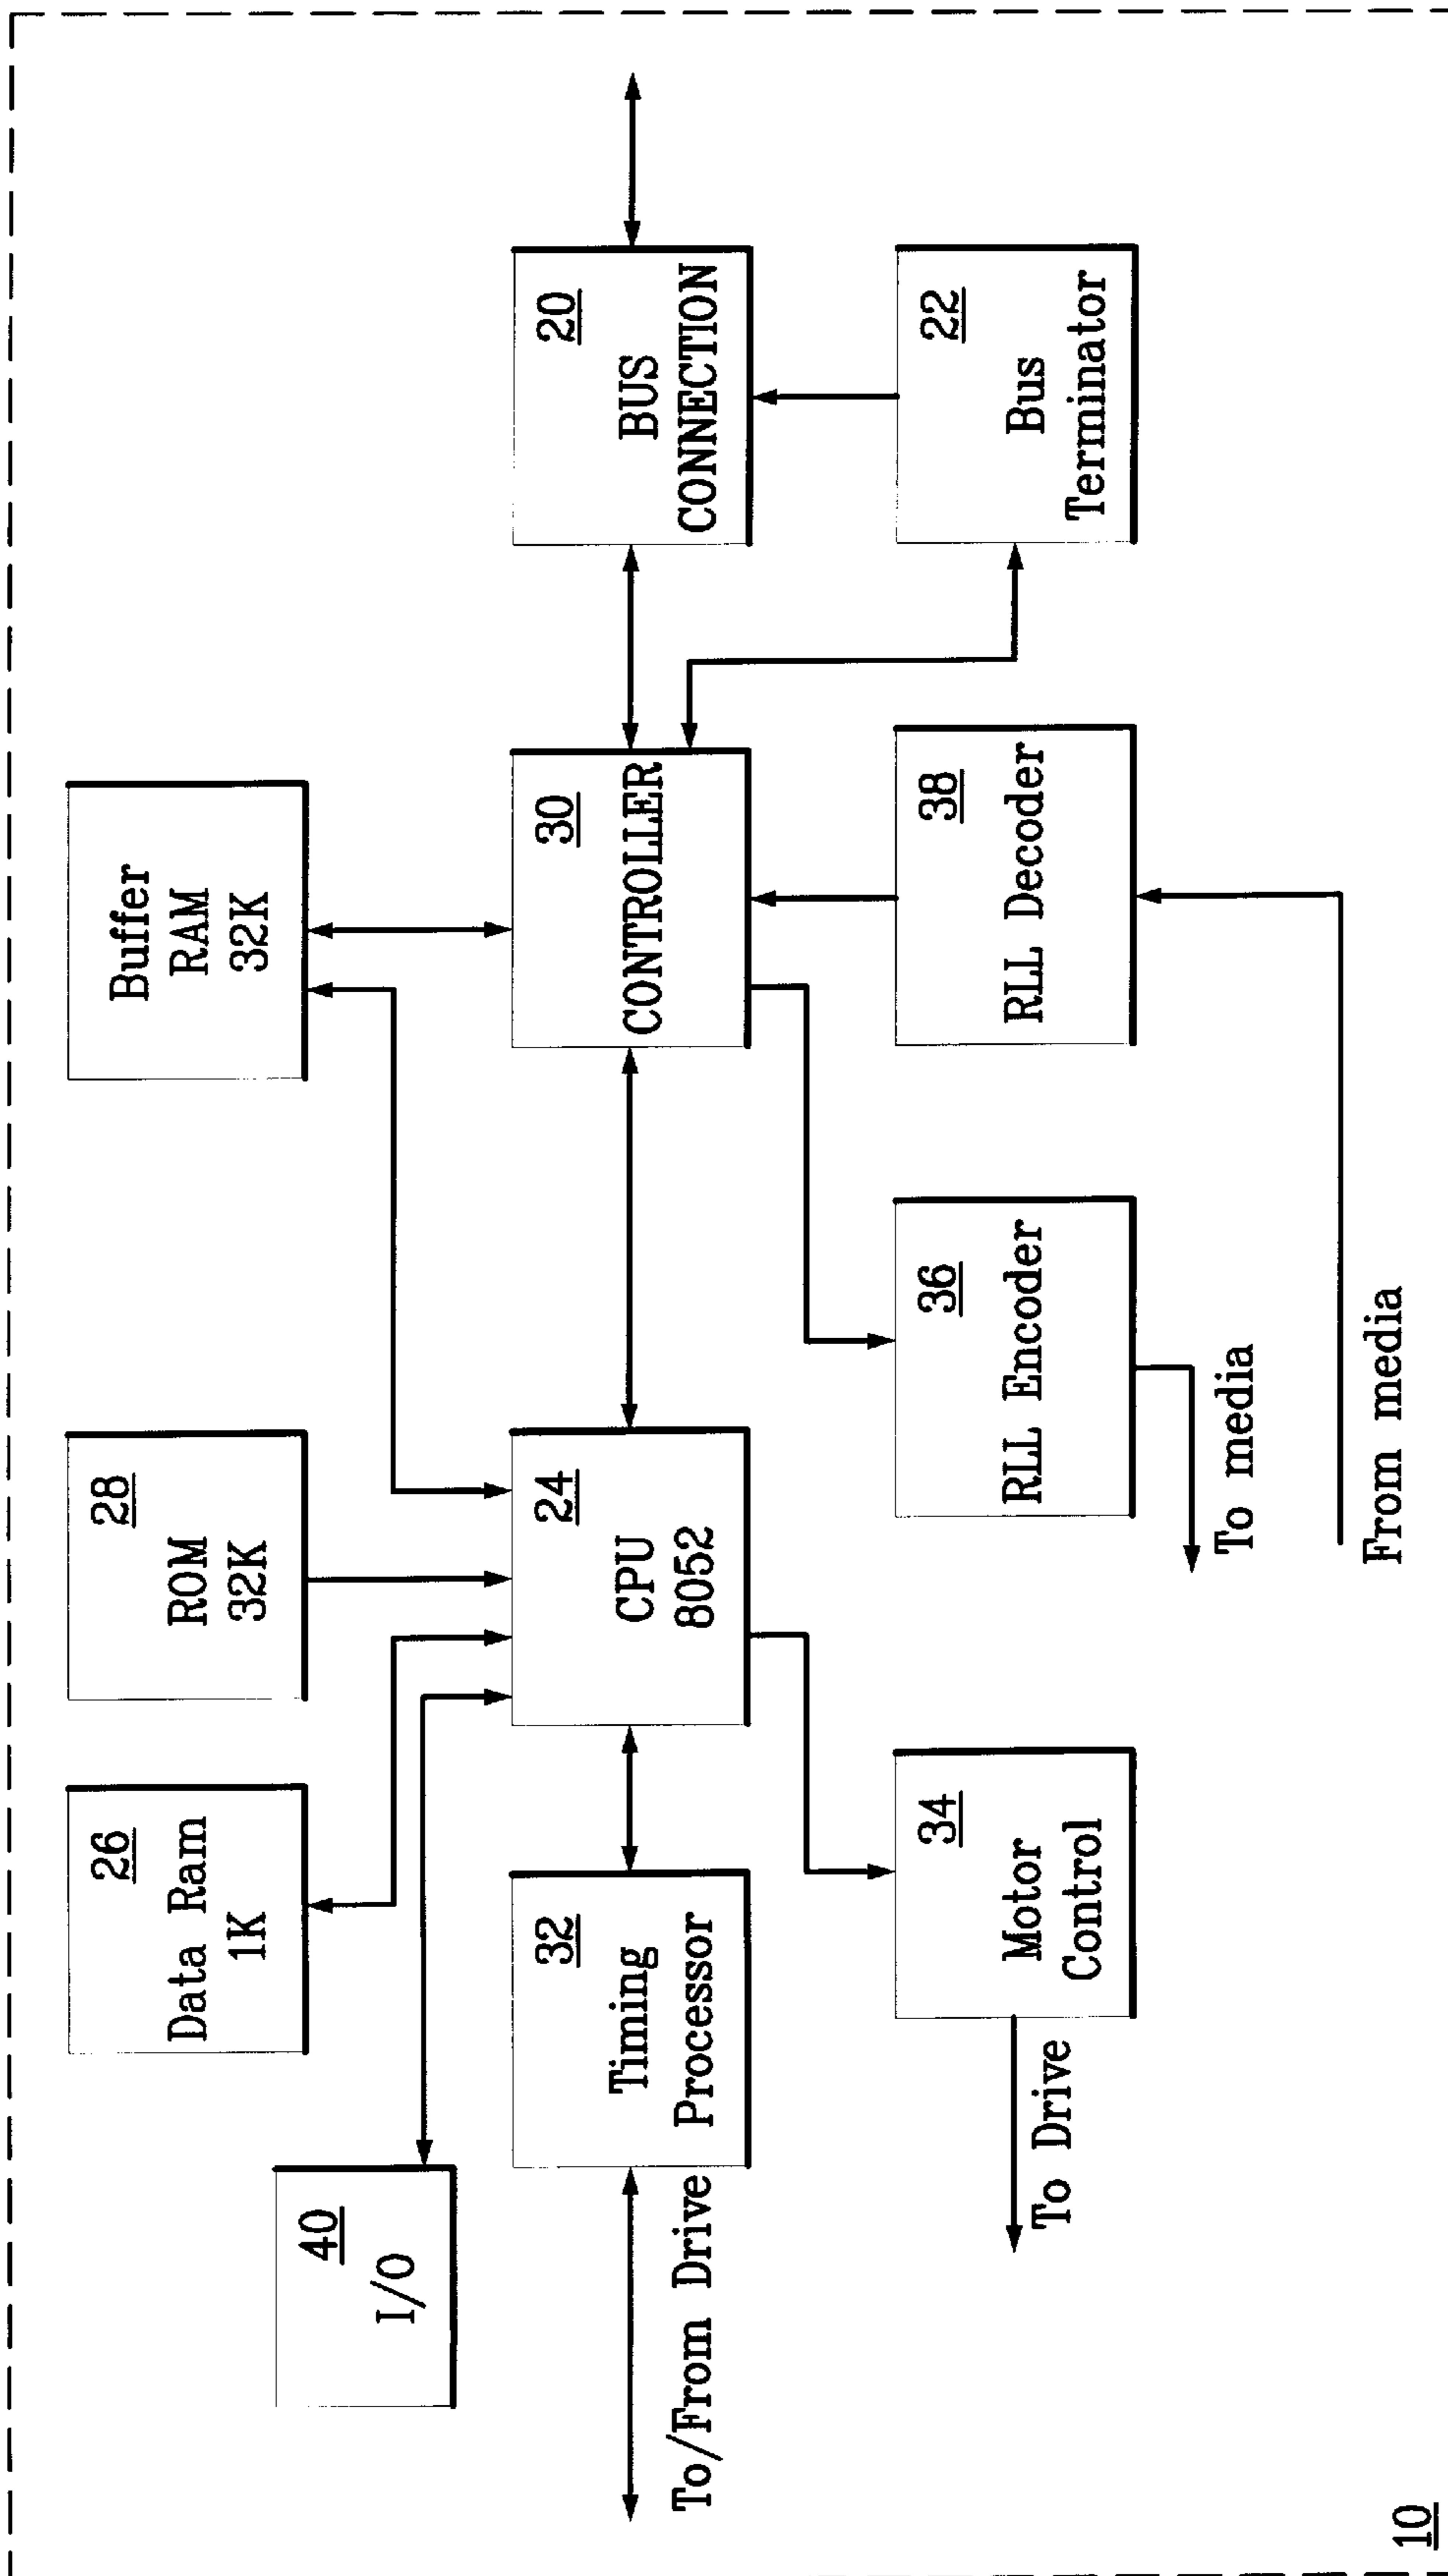 26
Data Ram
1K
28
ROM
32K
Buffer
RAM
32K
40
I/O
32
Timing
Processor
24
CPU
8052
30
CONTROLLER
20
BUS
CONNECTION
To/From Drive
34
Motor
Control
36
RLL Encoder
38
RLL Decoder
22
Bus
Terminator
To Drive
To media
From media
10